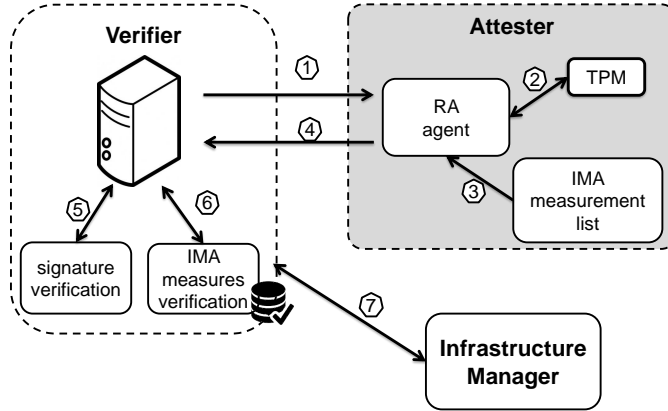 Verifier
Attester
1
2
TPM
RA
agent
4
3
IMA
measurement
list
5
6
signature
verification
IMA
measures
verification
7
Infrastructure
Manager